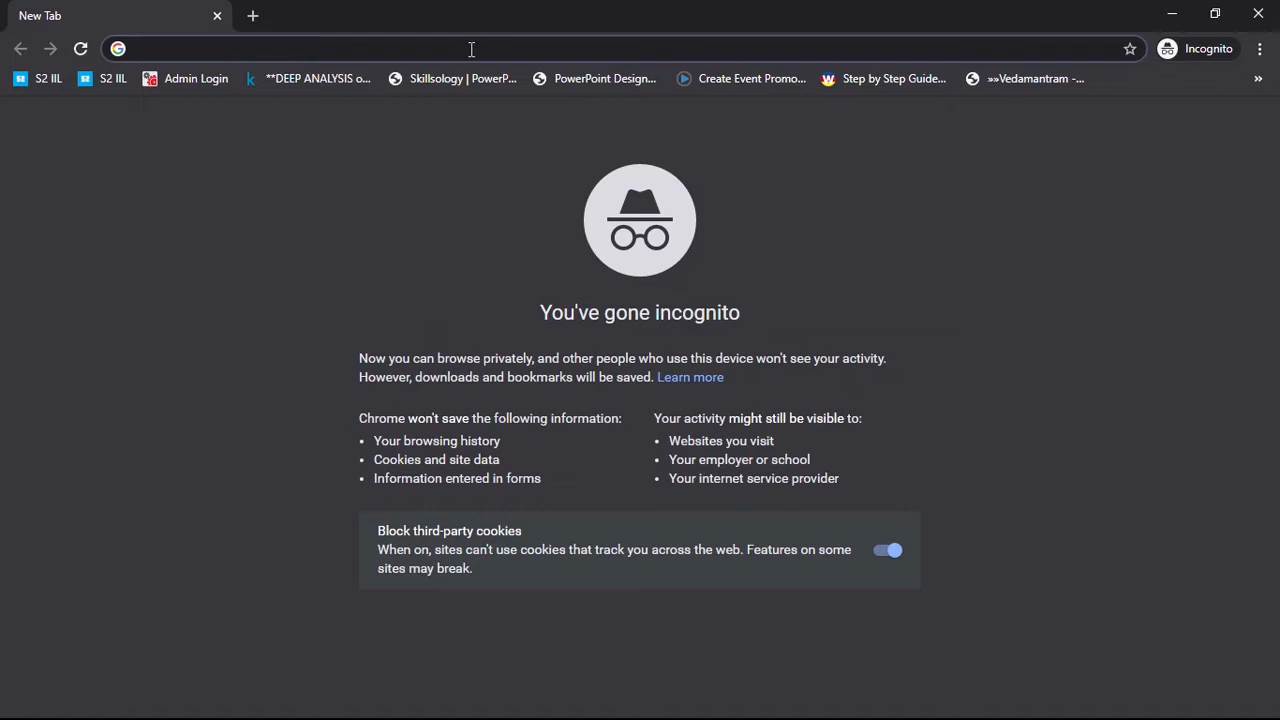 New Tab
Incognito
S2 IIL
S2 IIL
Admin Login
**DEEP ANALYSIS o...
Skillsology | PowerP...
PowerPoint Design...
Create Event Promo...
Step by Step Guide...
»»Vedamantram -...
You've gone incognito
Now you can browse privately, and other people who use this device won't see your activity.
However, downloads and bookmarks will be saved. Learn more
Chrome won't save the following information:
• Your browsing history
• Cookies and site data
• Information entered in forms
Your activity might still be visible to:
• Websites you visit
• Your employer or school
• Your internet service provider
Block third-party cookies
When on, sites can't use cookies that track you across the web. Features on some
sites may break.